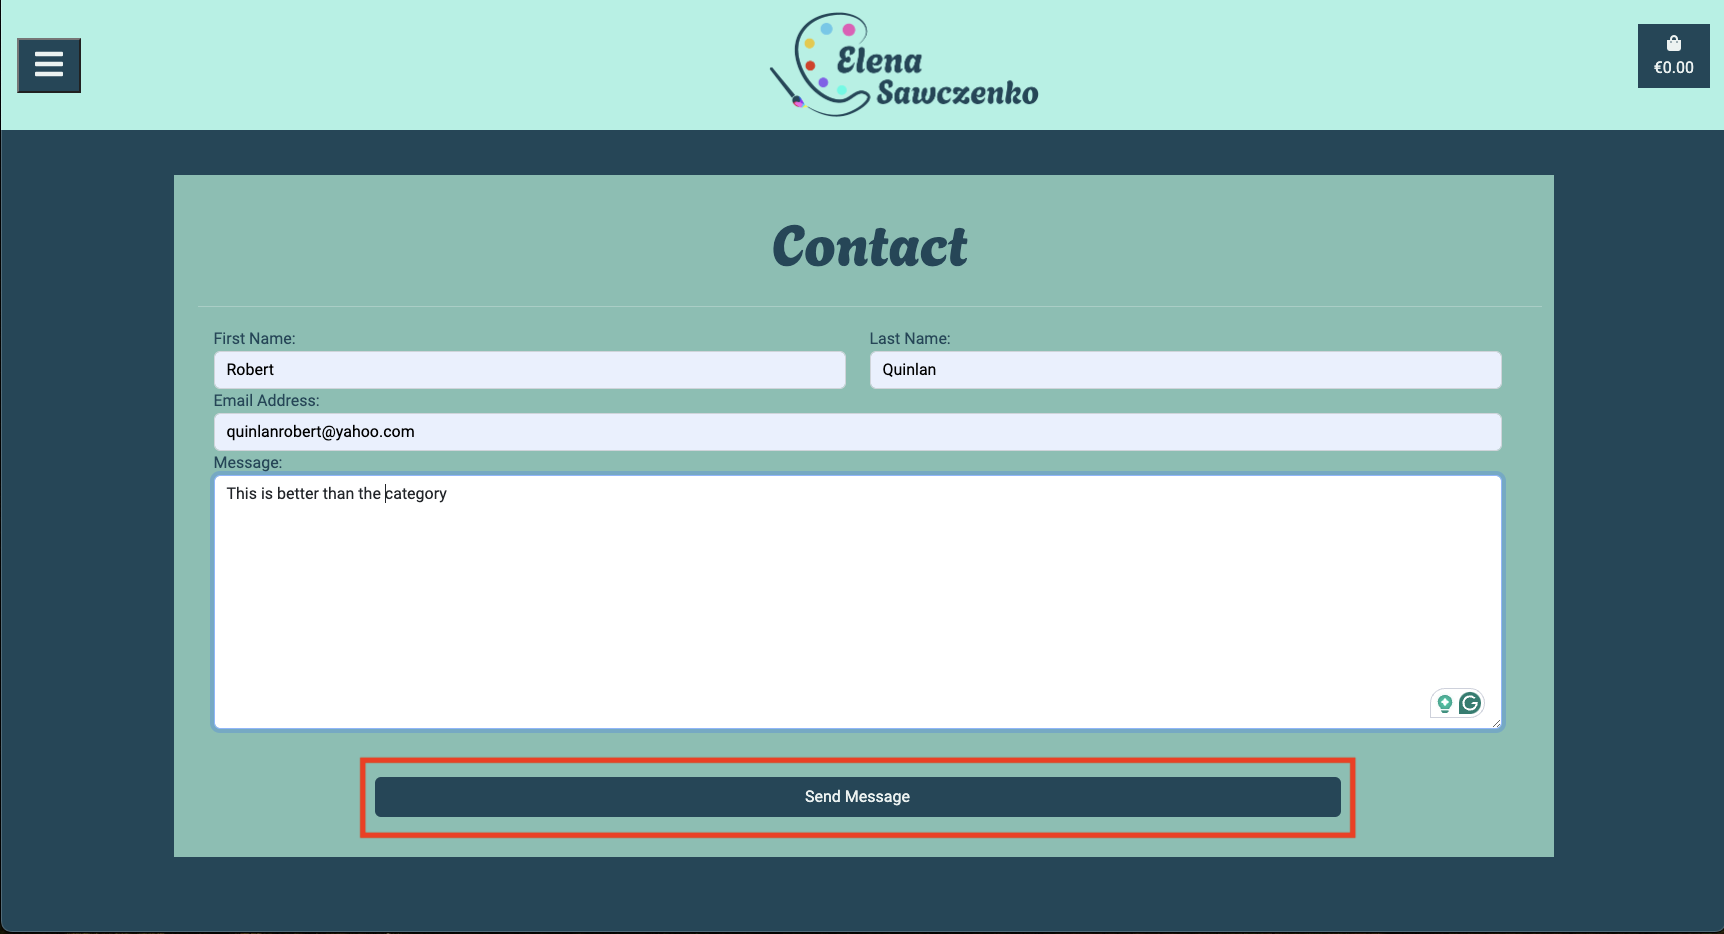 Elena
Sawczenko
€0.00
Contact
First Name:
Last Name:
Robert
Quinlan
Email Address:
quinlanrobert@yahoo.com
Message:
This is better than the category
Send Message